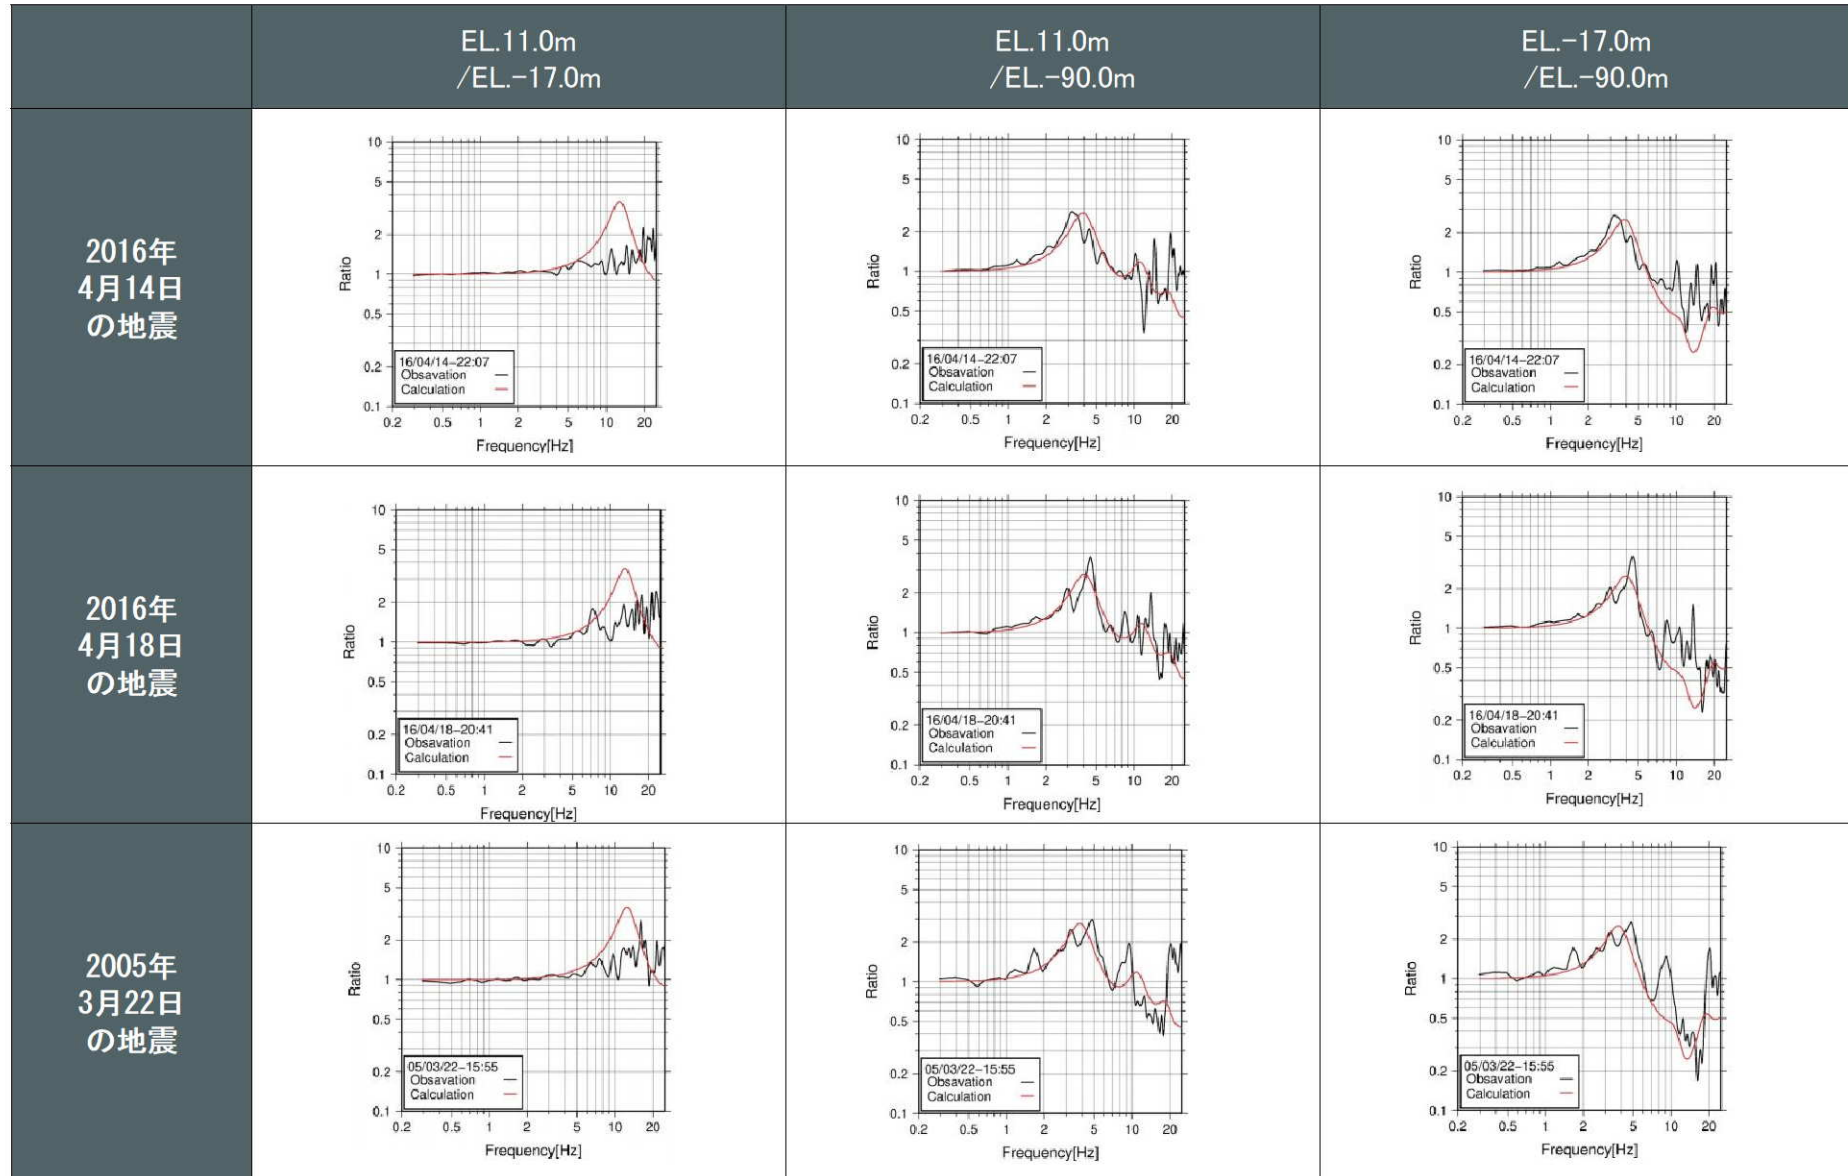 EL.11.0m
/EL.-17.0m
EL.11.0m
/EL.-90.0m
EL.-17.0m
/EL.-90.0m
2016年
4月14日
の地震
10
5
2
1
0.5
0.2
0.1
Ratio
16/04/14-22:07
Obsavation
Calculation
0.2 0.5 1 2 5 10 20
Frequency[Hz]
10
5
2
1
0.5
0.2
0.1
Ratio
16/04/14-22:07
Obsavation
Calculation
0.2 0.5 1 2 5 10 20
Frequency[Hz]
10
5
2
1
0.5
0.2
0.1
Ratio
16/04/14-22:07
Obsavation
Calculation
0.2 0.5 1 2 5 10 20
Frequency[Hz]
2016年
4月18日
の地震
10
5
2
1
0.5
0.2
0.1
Ratio
16/04/18-20:41
Obsavation
Calculation
0.2 0.5 1 2 5 10 20
Frequency[Hz]
10
5
2
1
0.5
0.2
0.1
Ratio
16/04/18-20:41
Obsavation
Calculation
0.2 0.5 1 2 5 10 20
Frequency[Hz]
10
5
2
1
0.5
0.2
0.1
Ratio
16/04/18-20:41
Obsavation
Calculation
0.2 0.5 1 2 5 10 20
Frequency[Hz]
2005年
3月22日
の地震
10
5
2
1
0.5
0.2
0.1
Ratio
05/03/22-15:55
Obsavation
Calculation
0.2 0.5 1 2 5 10 20
Frequency[Hz]
10
5
2
1
0.5
0.2
0.1
Ratio
05/03/22-15:55
Obsavation
Calculation
0.2 0.5 1 2 5 10 20
Frequency[Hz]
10
5
2
1
0.5
0.2
0.1
Ratio
05/03/22-15:55
Obsavation
Calculation
0.2 0.5 1 2 5 10 20
Frequency[Hz]